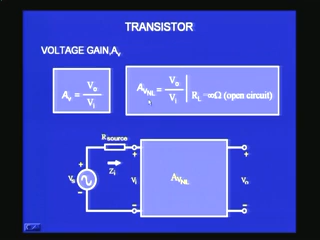 TRANSISTOR
VOLTAGE GAIN,Av
Av = Vo / Vi
AvNL = Vo / Vi | RL =∞Ω (open circuit)
Rsource
+ + +
Zi
Vs Vi AvNL Vo
− − −